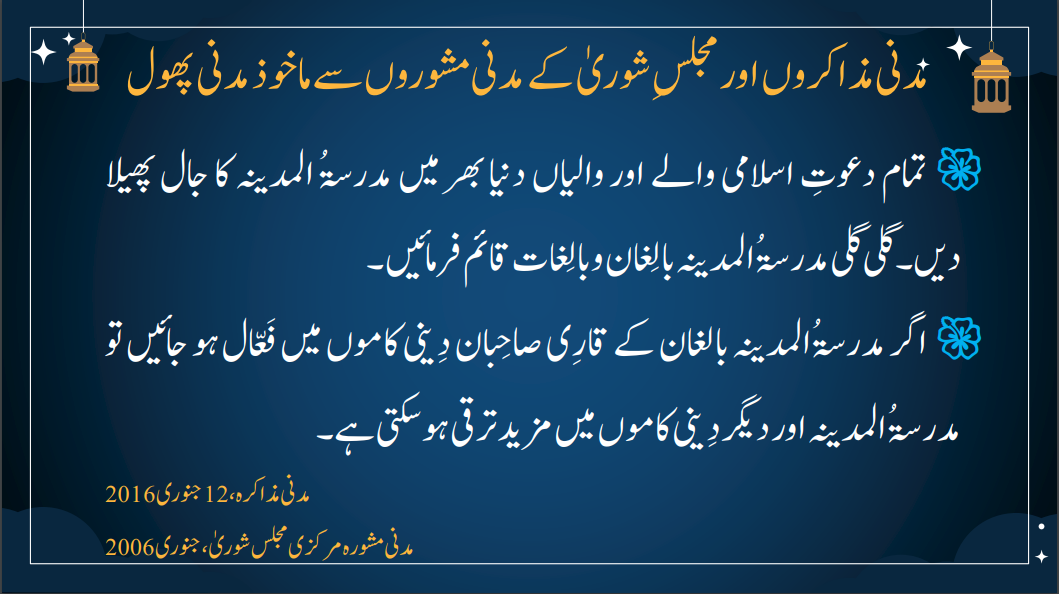 مدنی مذاکروں اور مجلسِ شوریٰ کے مدنی مشوروں سے ماخوذ مدنی پھول
تمام دعوتِ اسلامی والے اور والیاں دنیا بھر میں مدرسۃُ المدینہ کا جال پھیلا
دیں۔ گلی گلی مدرسۃُ المدینہ بالِغان و بالِغات قائم فرمائیں۔
اگر مدرسۃُ المدینہ بالغان کے قارِی صاحِبان دِینی کاموں میں فَعّال ہو جائیں تو
مدرسۃُ المدینہ اور دیگر دِینی کاموں میں مزید ترقی ہو سکتی ہے۔
مدنی مذاکرہ، 12 جنوری 2016
مدنی مشورہ مرکزی مجلس شوریٰ، جنوری 2006